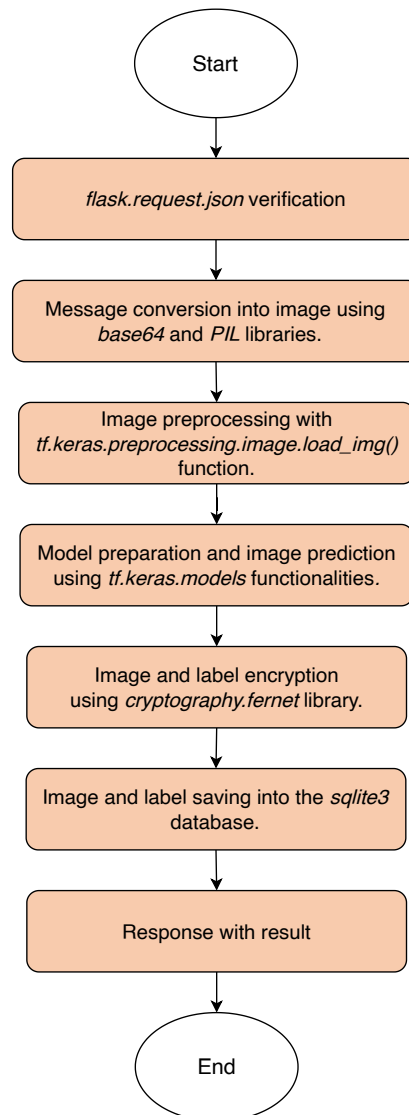 Start
flask.request.json verification
Message conversion into image using
base64 and PIL libraries.
Image preprocessing with
tf.keras.preprocessing.image.load_img()
function.
Model preparation and image prediction
using tf.keras.models functionalities.
Image and label encryption
using cryptography.fernet library.
Image and label saving into the sqlite3
database.
Response with result
End